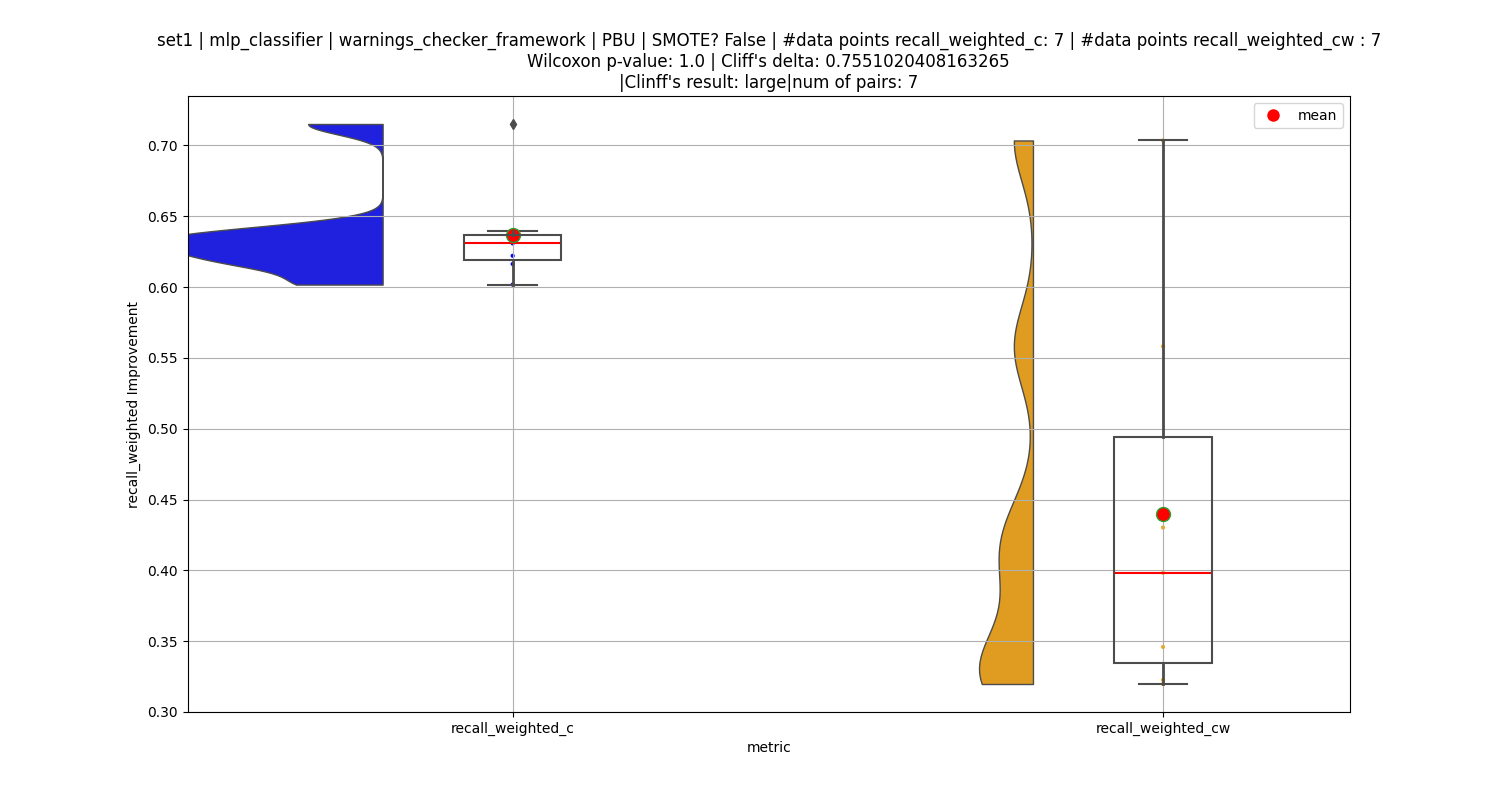 set1 | mlp_classifier | warnings_checker_framework | PBU | SMOTE? False | #data points recall_weighted_c: 7 | #data points recall_weighted_cw : 7
Wilcoxon p-value: 1.0 | Cliff's delta: 0.7551020408163265
|Clinff's result: large|num of pairs: 7
mean
0.70
0.65
0.60
0.55
0.50
0.45
0.40
0.35
0.30
recall_weighted Improvement
recall_weighted_c
recall_weighted_cw
metric